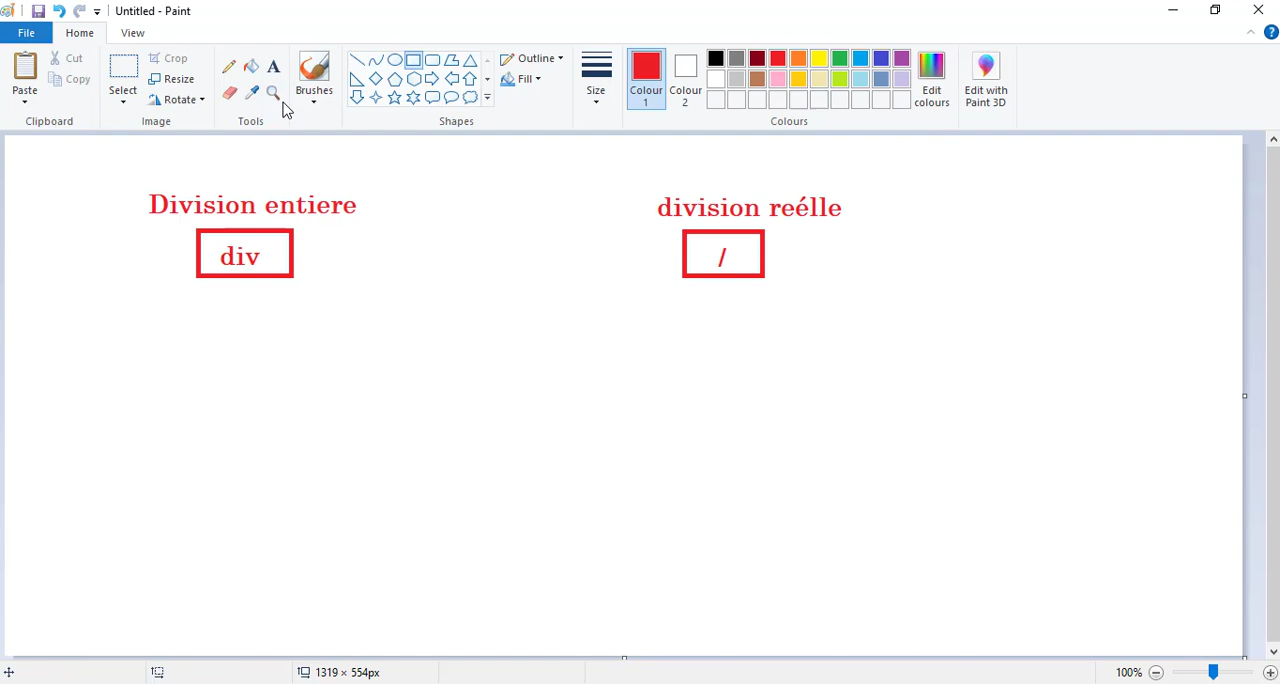 Untitled - Paint
File Home View
Paste
Cut
Copy
Clipboard
Select
Crop
Resize
Rotate
Image
A
Tools
Brushes
Shapes
Outline
Fill
Size
Colour 1
Colour 2
Edit colours
Colours
Edit with Paint 3D
Division entiere
div
division reélle
/
1319 × 554px
100%